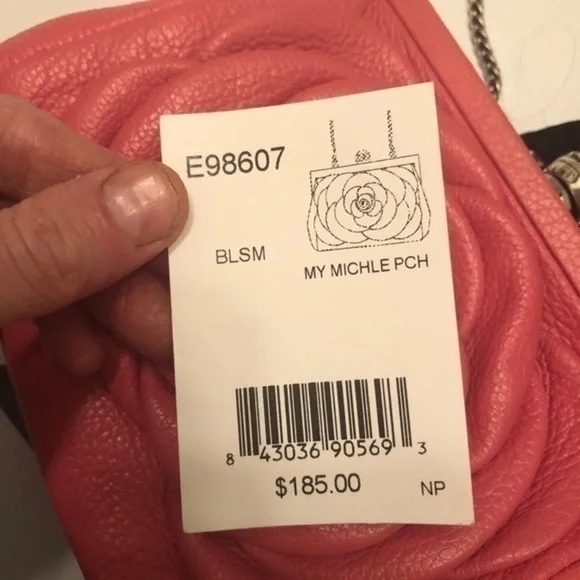 E98607
BLSM
MY MICHLE PCH
8 43036 90569 3
$185.00
NP